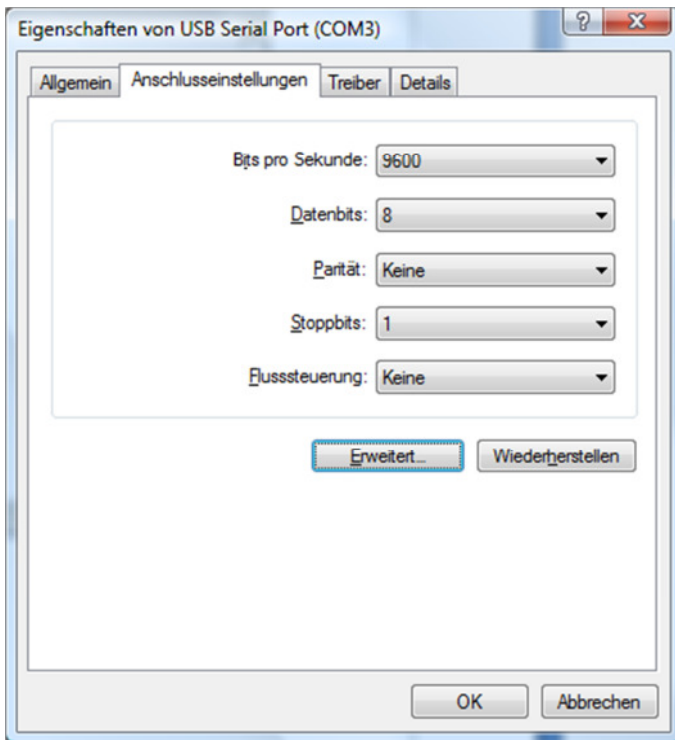 Eigenschaften von USB Serial Port (COM3)
Allgemein Anschlusseinstellungen Treiber Details
Bits pro Sekunde: 9600
Datenbits: 8
Parität: Keine
Stoppbits: 1
Flusssteuerung: Keine
Erweitert... Wiederherstellen
OK Abbrechen